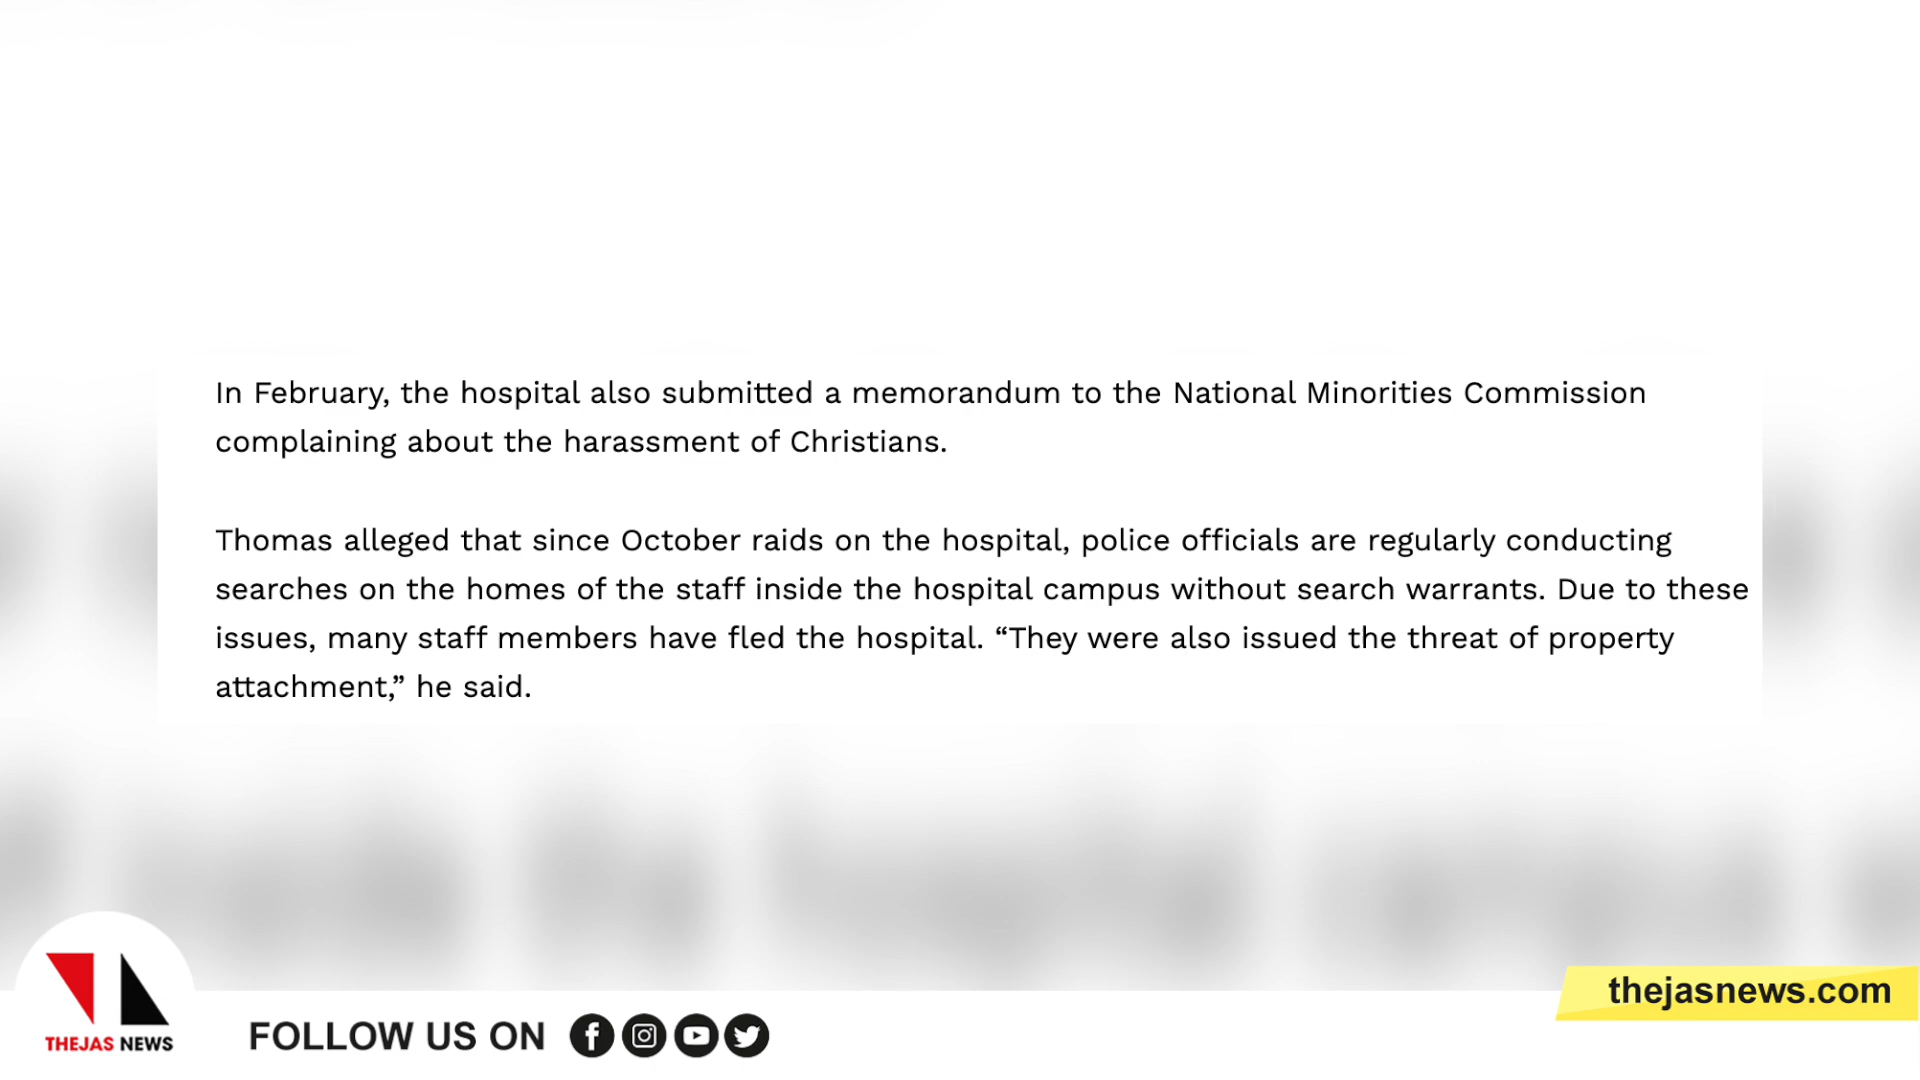 In February, the hospital also submitted a memorandum to the National Minorities Commission
complaining about the harassment of Christians.
Thomas alleged that since October raids on the hospital, police officials are regularly conducting
searches on the homes of the staff inside the hospital campus without search warrants. Due to these
issues, many staff members have fled the hospital. “They were also issued the threat of property
attachment,” he said.
thejasnews.com
THEJAS NEWS
FOLLOW US ON